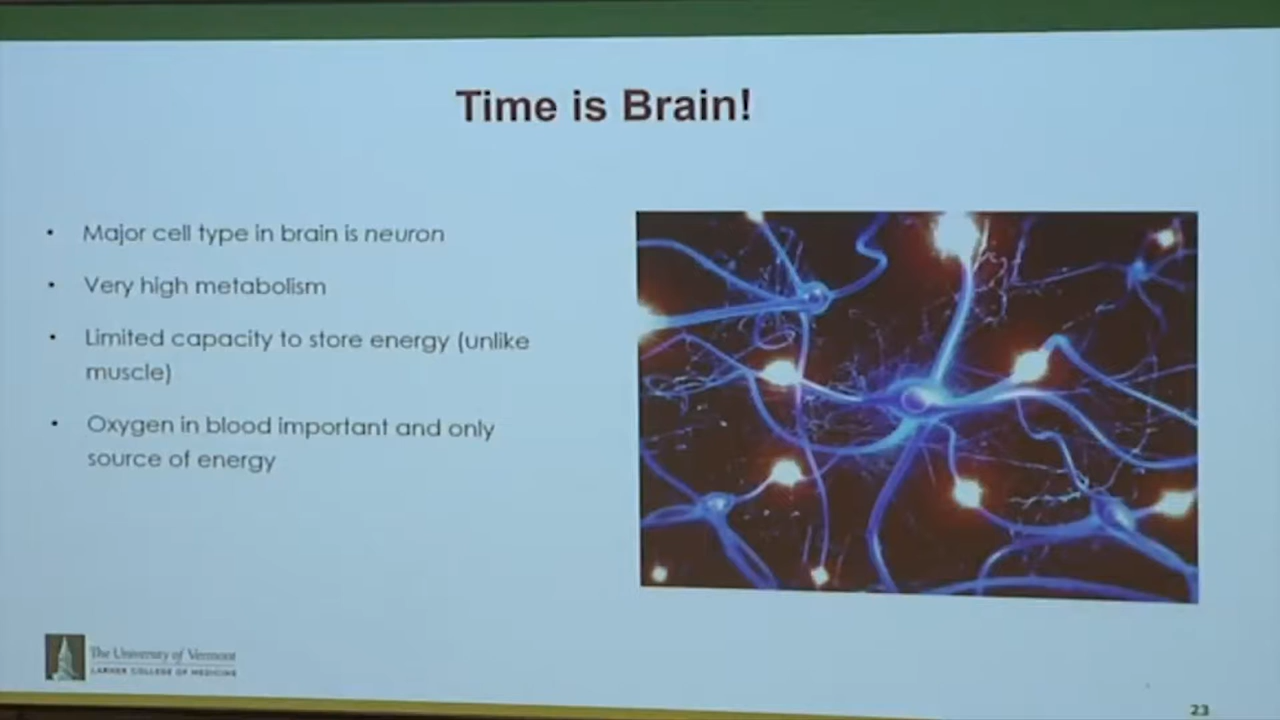 Time is Brain!
• Major cell type in brain is neuron
• Very high metabolism
• Limited capacity to store energy (unlike
muscle)
• Oxygen in blood important and only
source of energy
The University of Vermont
LARNER COLLEGE OF MEDICINE
23